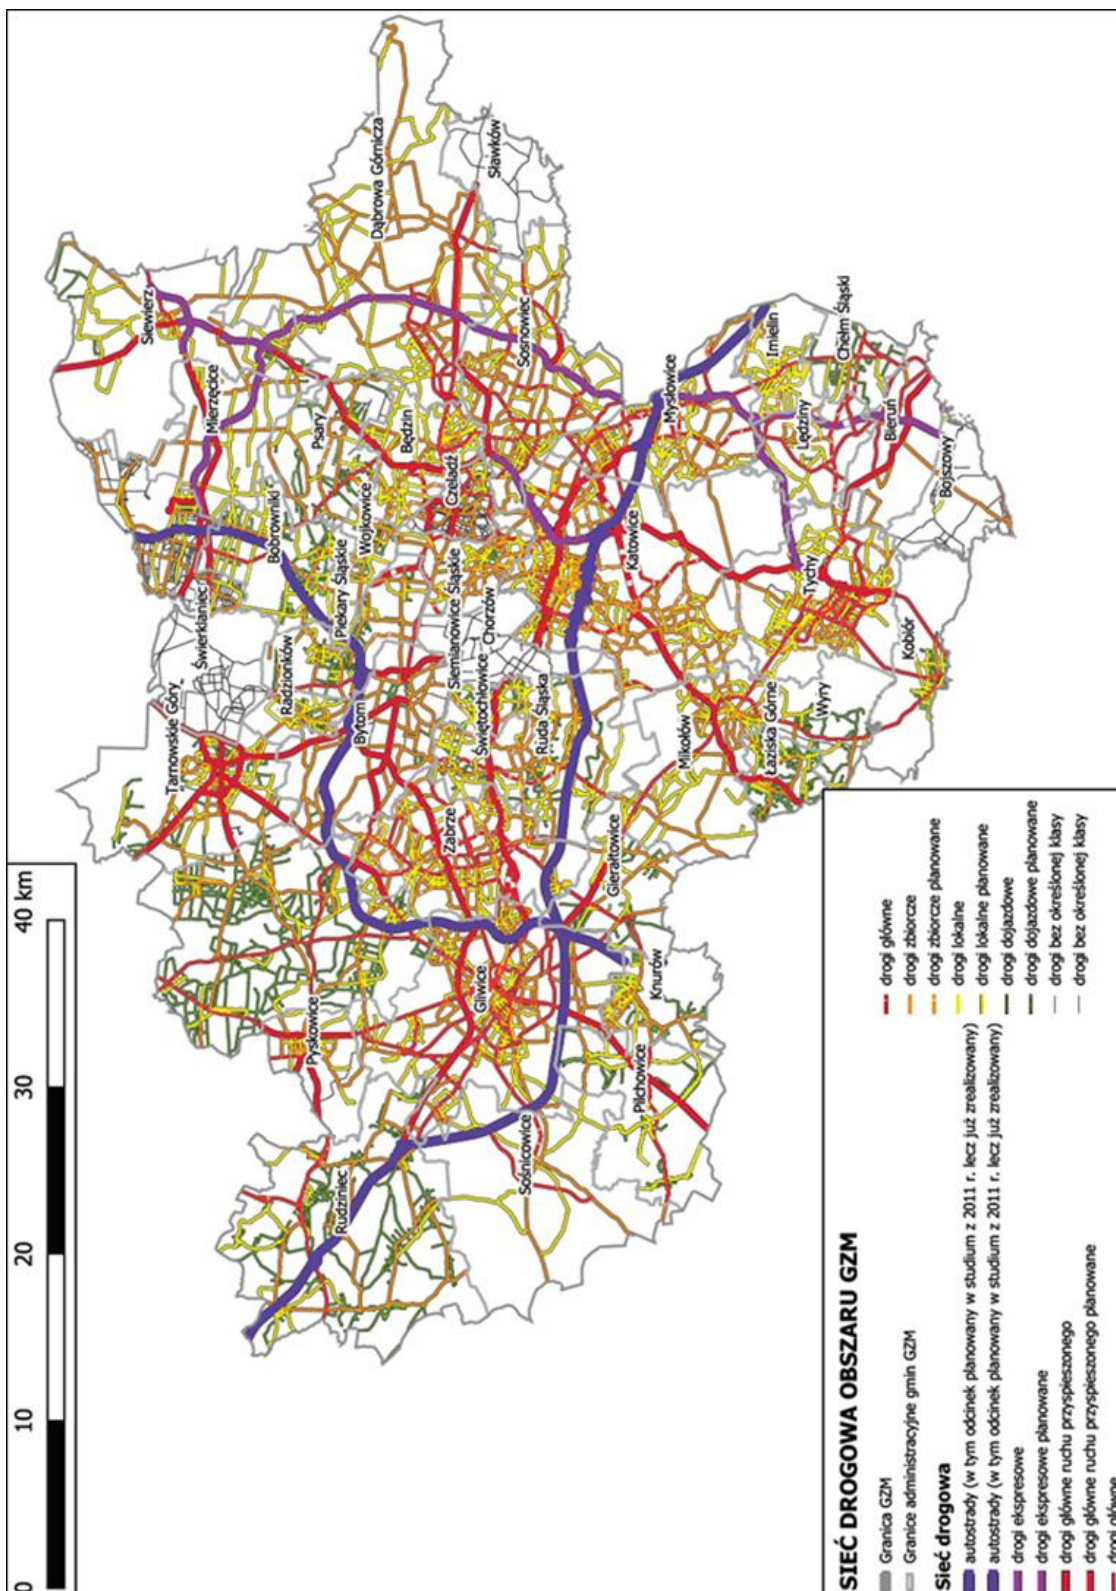 SIEĆ DROGOWA OBSZARU GZM
Granica GZM
Granice administracyjne gmin GZM
Sieć drogowa
autostrady (w tym odcinek planowany w studium z 2011 r. lecz już zrealizowany)
autostrady (w tym odcinek planowany w studium z 2011 r. lecz już zrealizowany)
drogi ekspresowe
drogi ekspresowe planowane
drogi główne ruchu przyspieszonego
drogi główne ruchu przyspieszonego planowane
drogi główne
drogi główne
drogi zbiorcze
drogi zbiorcze planowane
drogi lokalne
drogi lokalne planowane
drogi dojazdowe
drogi dojazdowe planowane
bez określonej klasy
bez określonej klasy
0 10 20 30 40 km
Siewierz
Mierzęcice
Dąbrowa Górnicza
Sławków
Psary
Będzin
Sosnowiec
Bobrowniki
Wojkowice
Czeladź
Świerklaniec
Tarnowskie Góry
Radzionków
Piekary Śląskie
Siemianowice Śląskie
Chorzów
Bytom
Świętochłowice
Ruda Śląska
Katowice
Mysłowice
Imielin
Chełm Śląski
Lędziny
Bieruń
Bojszowy
Tychy
Kobiór
Wyry
Łaziska Górne
Mikołów
Zabrze
Gierałtowice
Gliwice
Knurów
Pyskowice
Pilchowice
Sośnicowice
Rudziniec